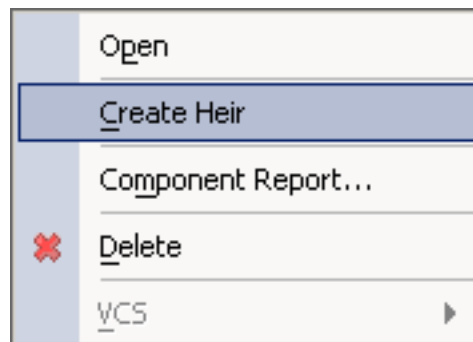 Open
Create Heir
Component Report...
Delete
VCS